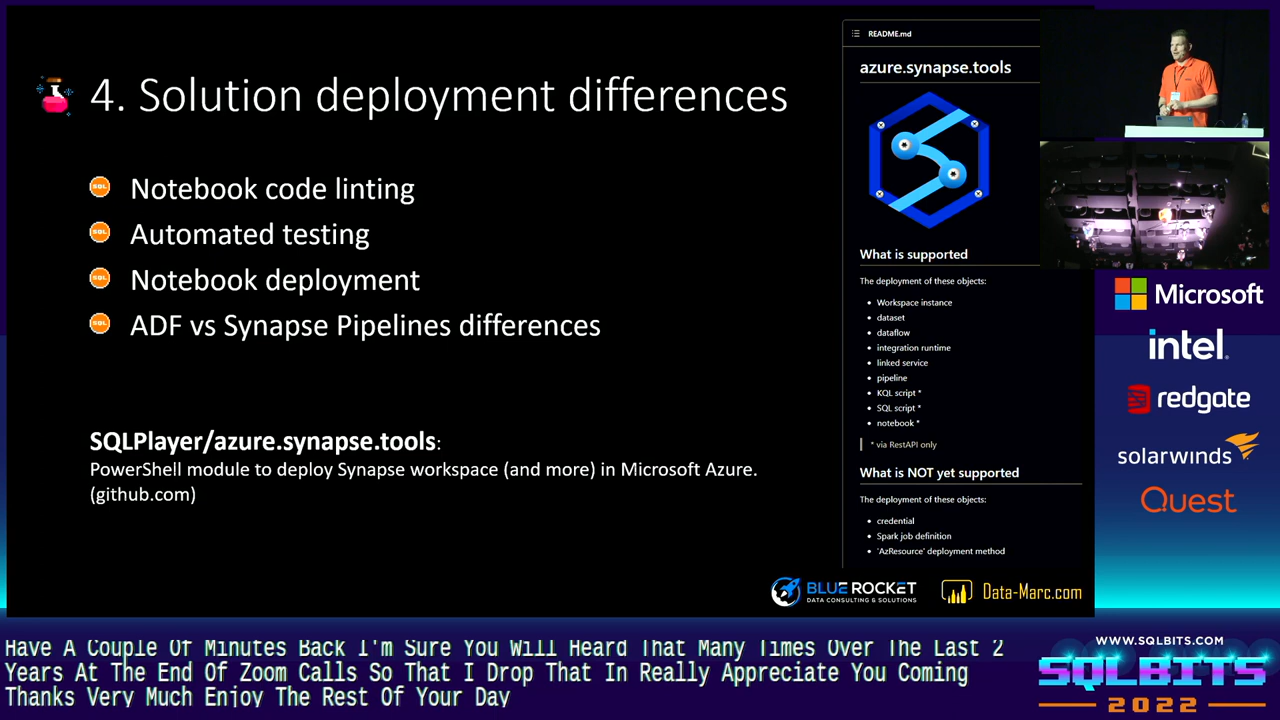 4. Solution deployment differences
SQL Notebook code linting
SQL Automated testing
SQL Notebook deployment
SQL ADF vs Synapse Pipelines differences
SQLPlayer/azure.synapse.tools:
PowerShell module to deploy Synapse workspace (and more) in Microsoft Azure.
(github.com)
README.md
azure.synapse.tools
What is supported
The deployment of these objects:
• Workspace instance
• dataset
• dataflow
• integration runtime
• linked service
• pipeline
• KQL script *
• SQL script *
• notebook *
* via RestAPI only
What is NOT yet supported
The deployment of these objects:
• credential
• Spark job definition
• 'AzResource' deployment method
BLUE ROCKET
DATA CONSULTING & SOLUTIONS
Data-Marc.com
Microsoft
intel.
redgate
solarwinds
Quest
WWW.SQLBITS.COM
SQLBITS
2022
Have A Couple Of Minutes Back I'm Sure You Will Heard That Many Times Over The Last 2
Years At The End Of Zoom Calls So That I Drop That In Really Appreciate You Coming
Thanks Very Much Enjoy The Rest Of Your Day